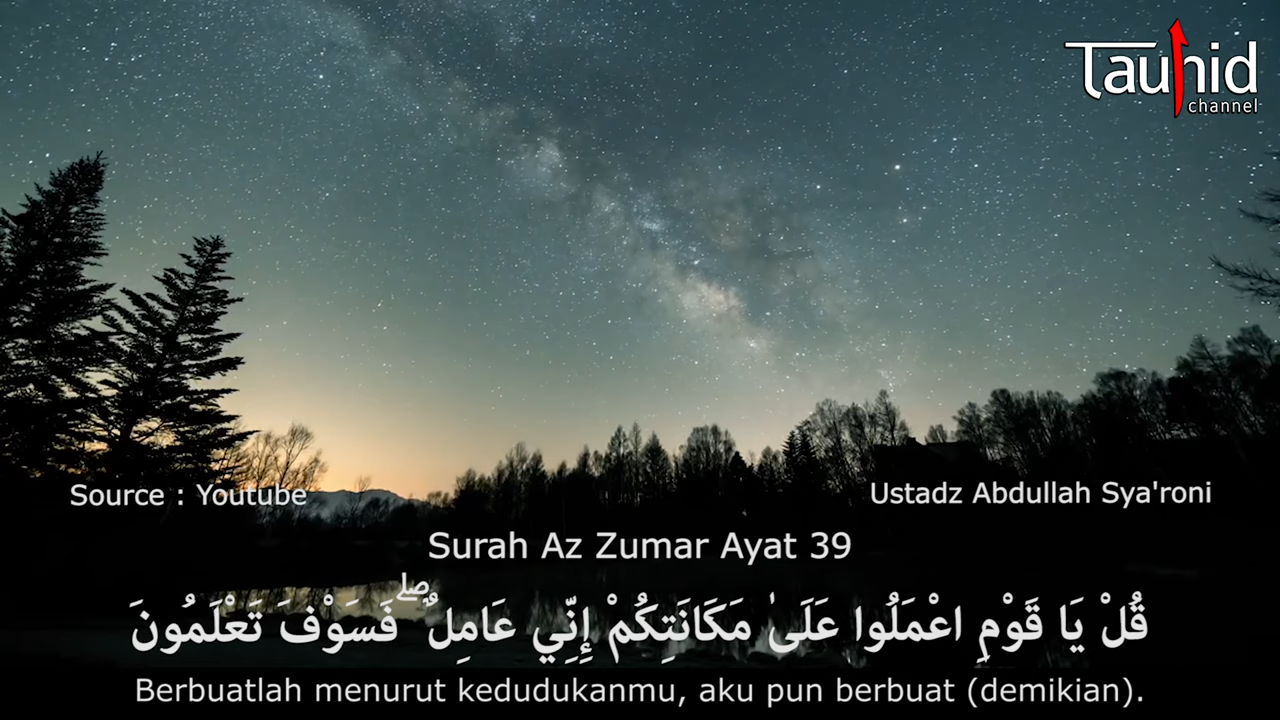 Tauhid
channel
Source : Youtube
Ustadz Abdullah Sya'roni
Surah Az Zumar Ayat 39
قُلْ يَا قَوْمِ اعْمَلُوا عَلَىٰ مَكَانَتِكُمْ إِنِّي عَامِلٌ ۖ فَسَوْفَ تَعْلَمُونَ
Berbuatlah menurut kedudukanmu, aku pun berbuat (demikian).